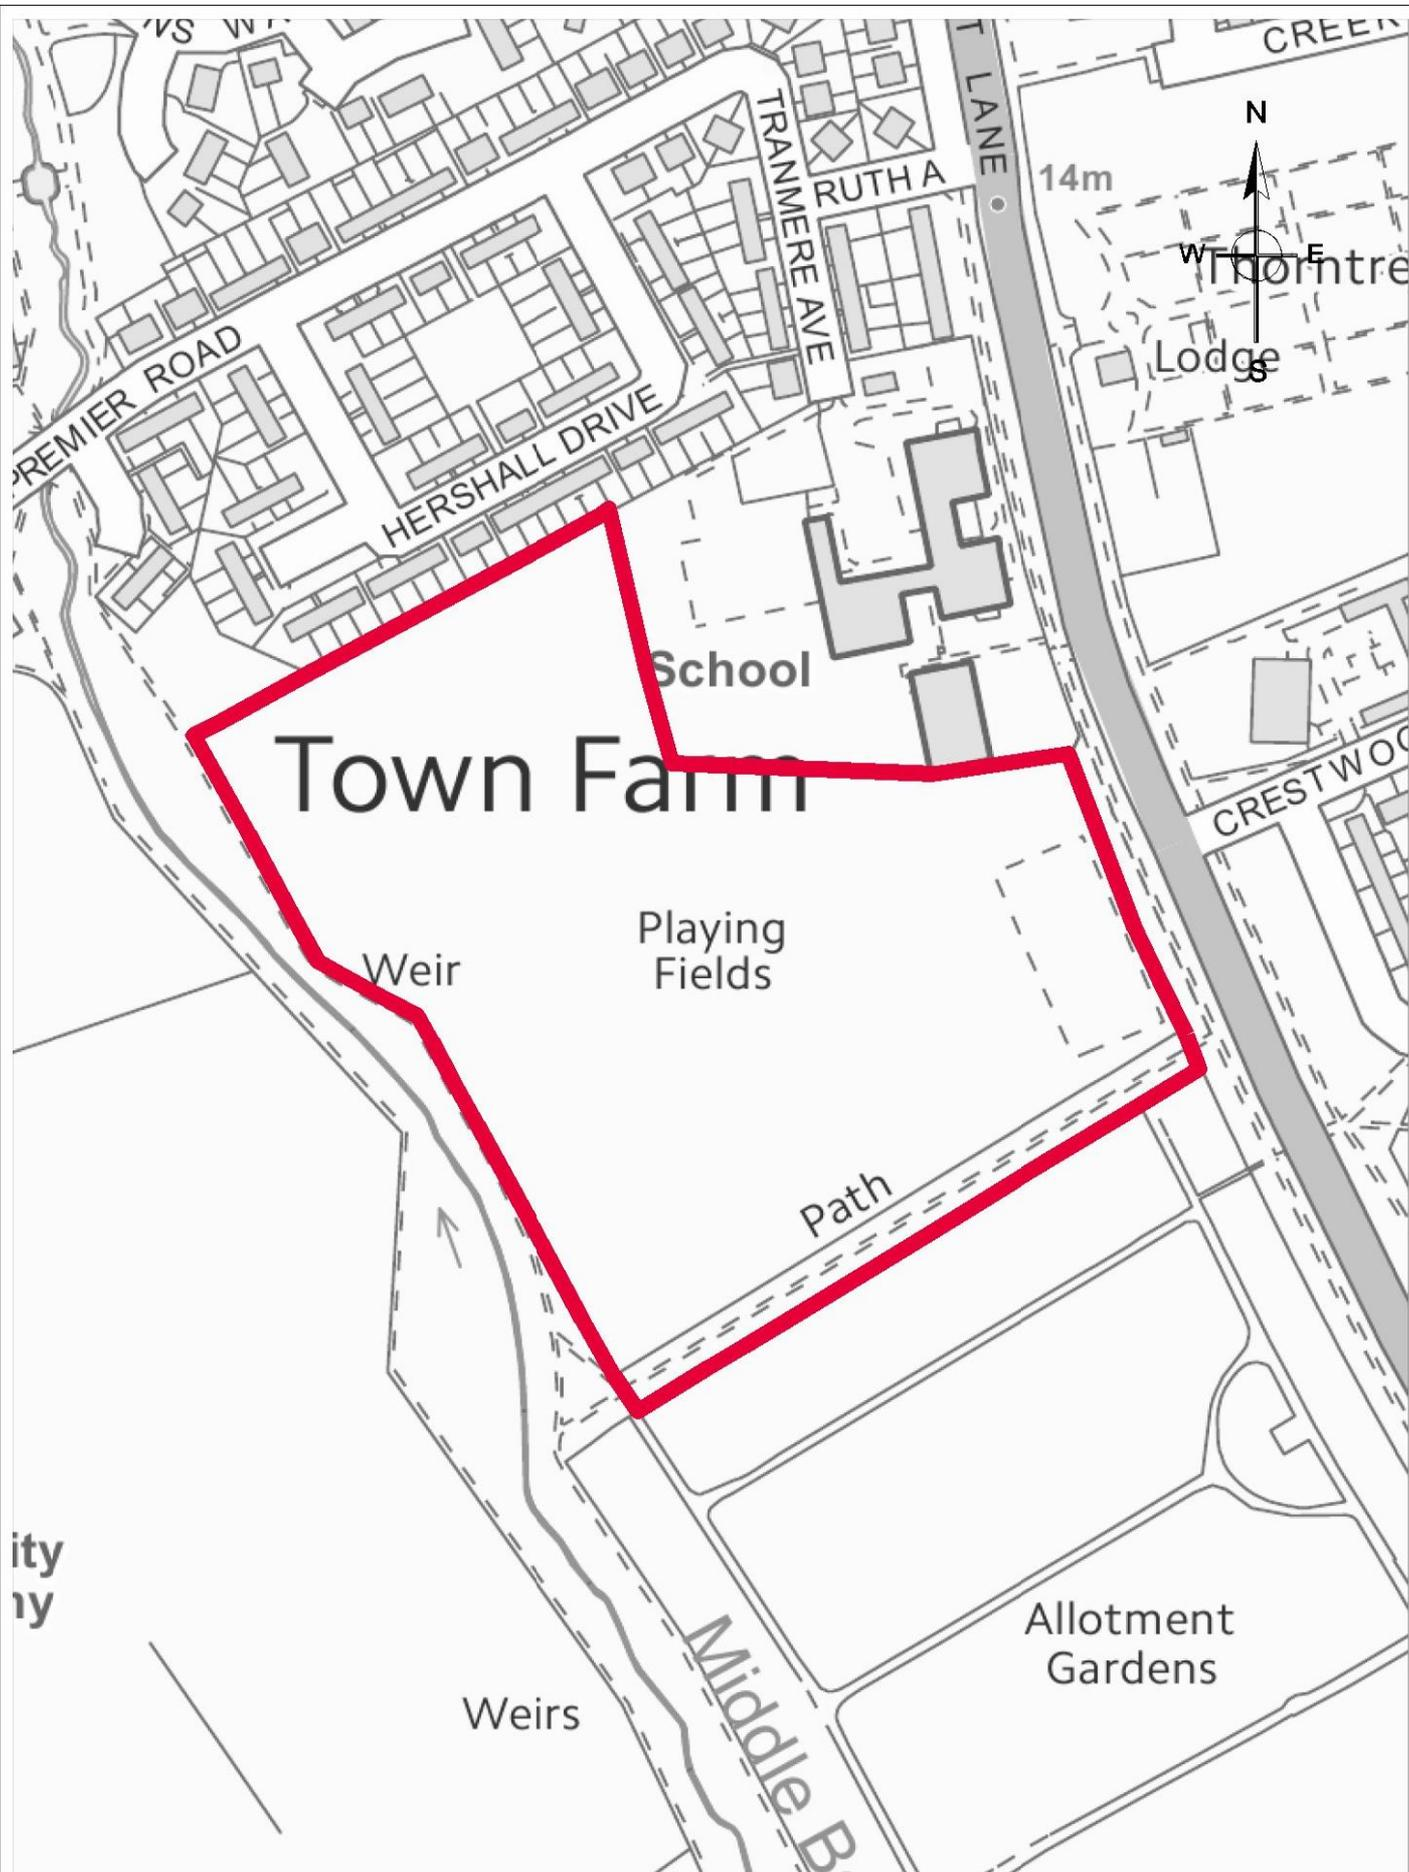 CREEK
LANE
N
14m
TRANMERE AVE
RUTH A
W
E
Thorntre
Lodge
S
PREMIER ROAD
HERSHALL DRIVE
School
Town Farm
CRESTWOO
Playing
Fields
Weir
Path
ity
ny
Allotment
Gardens
Weirs
Middle B